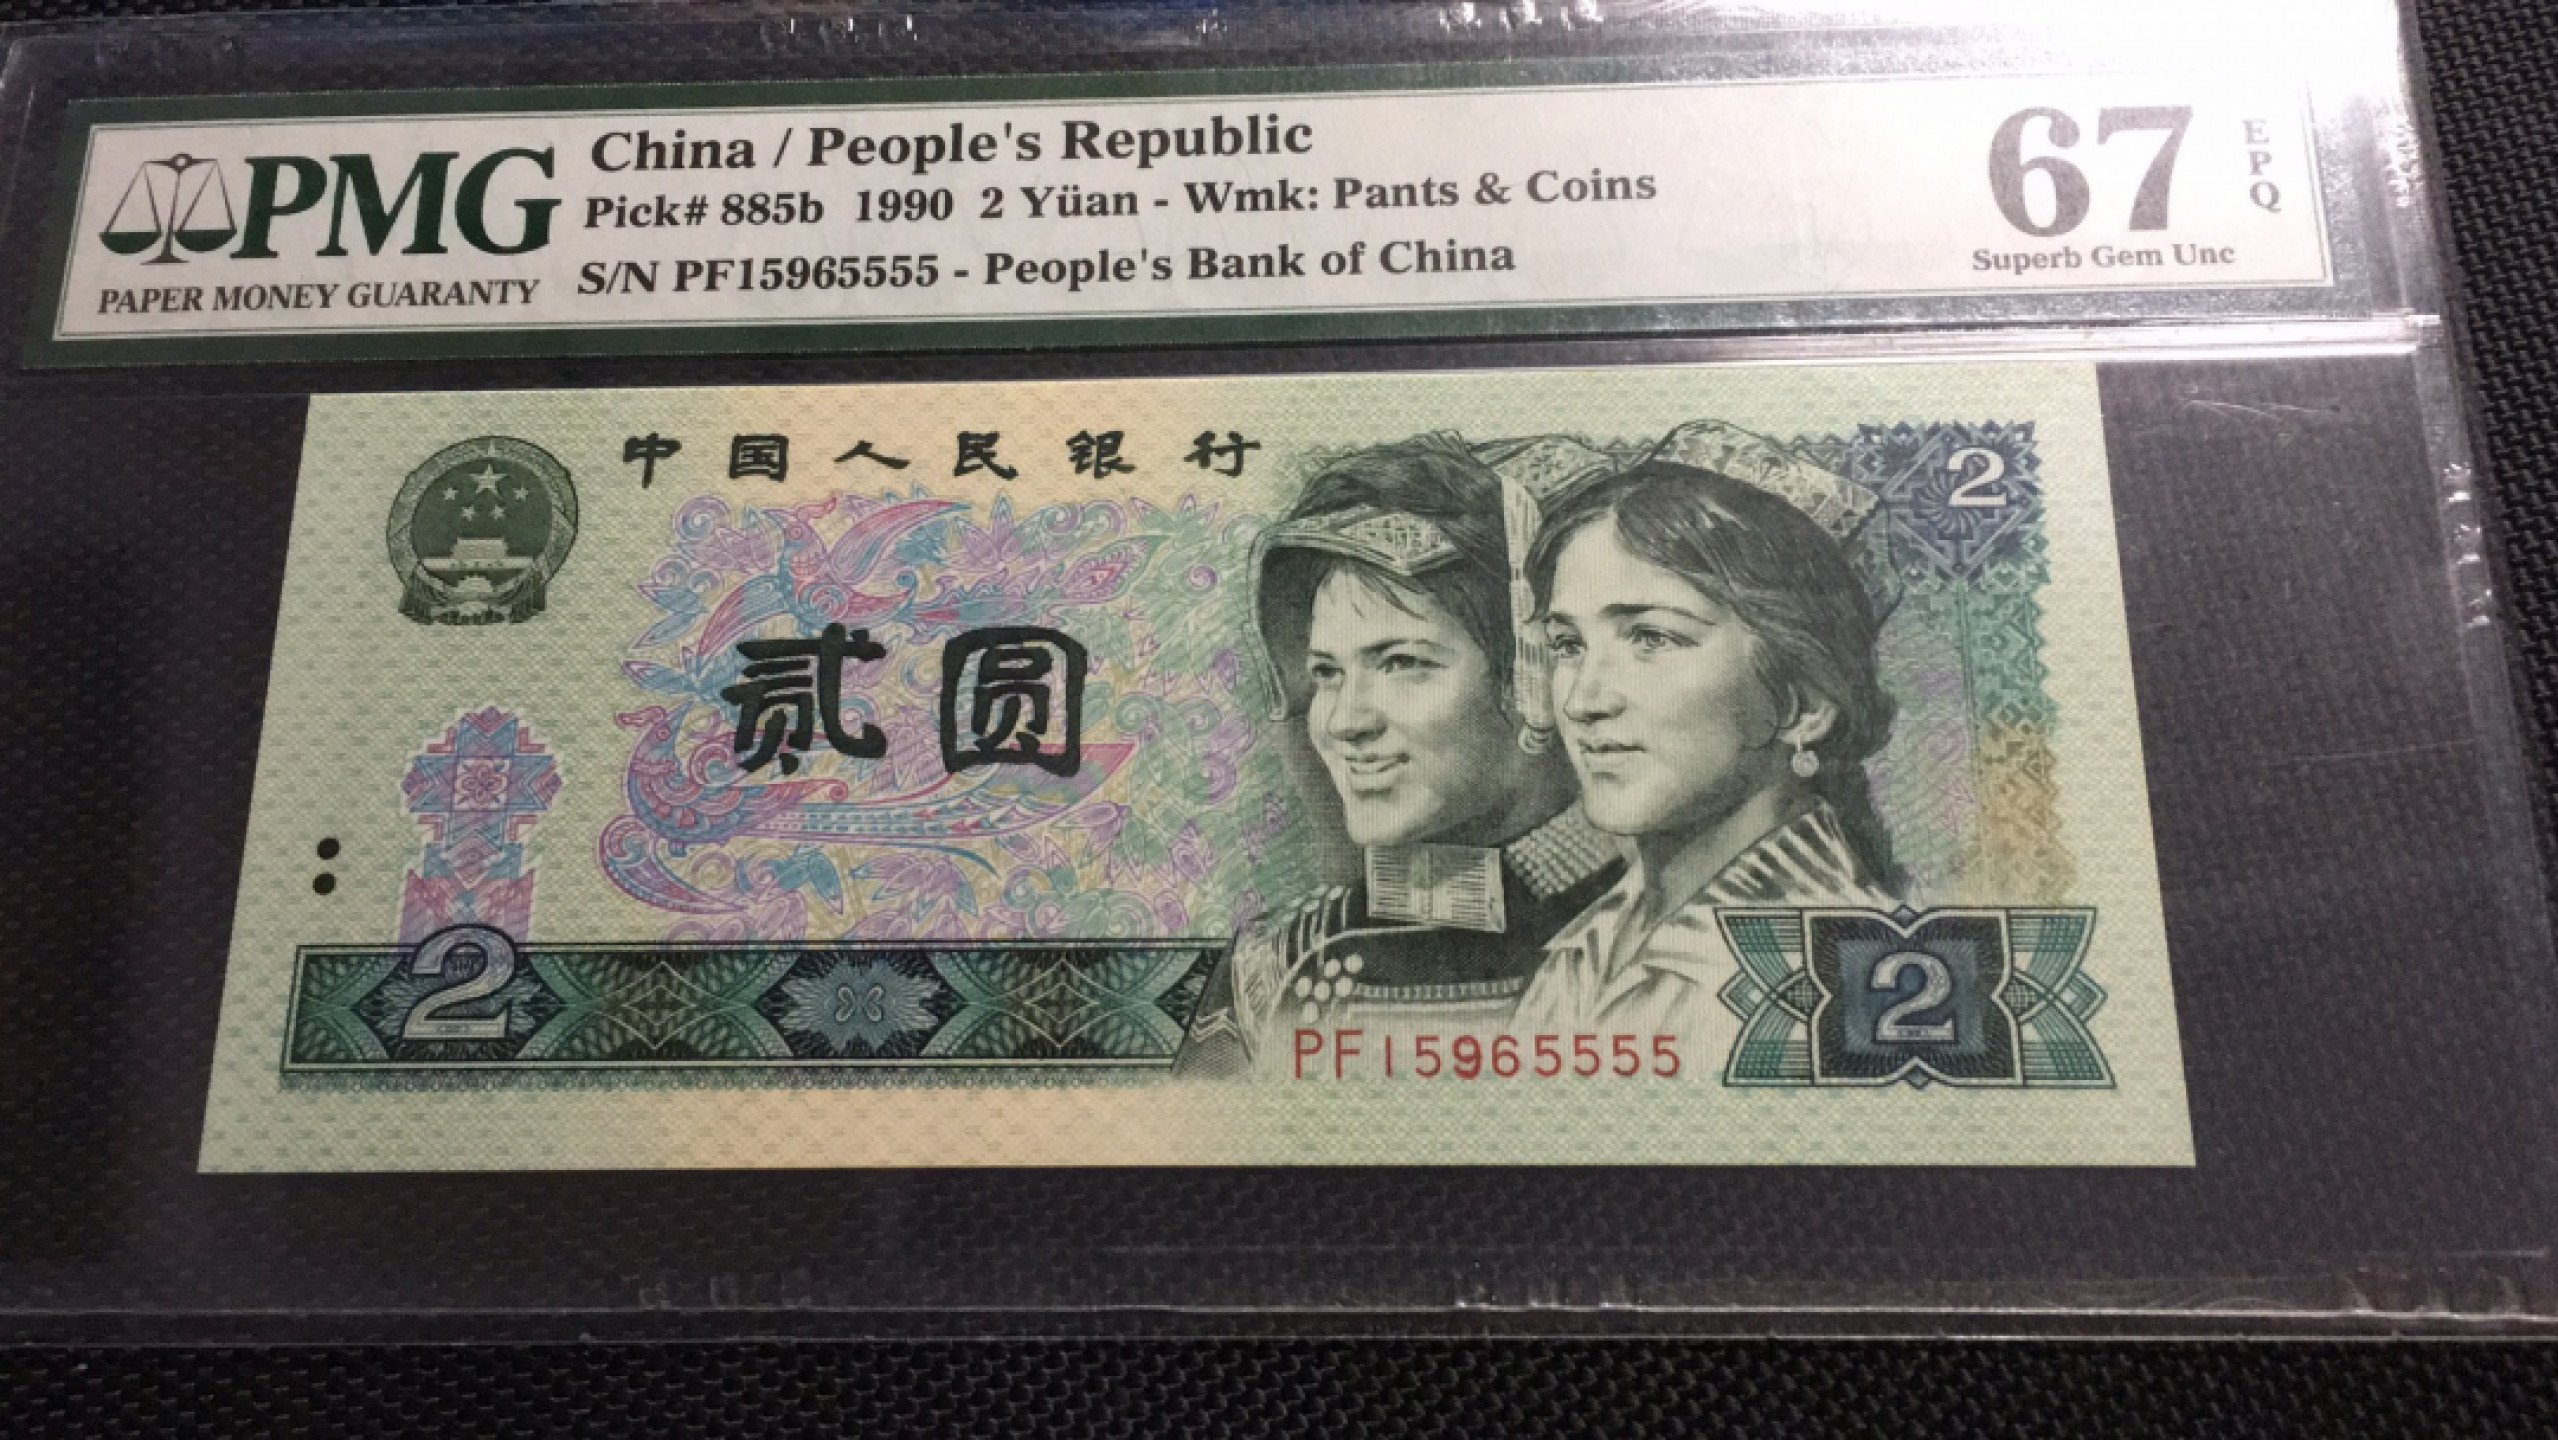 PMG
PAPER MONEY GUARANTY
China / People's Republic
Pick# 885b 1990 2 Yüan - Wmk: Pants & Coins
S/N PF15965555 - People's Bank of China
67
EPQ
Superb Gem Unc
中国人民银行
2
贰圆
2
2
PF15965555